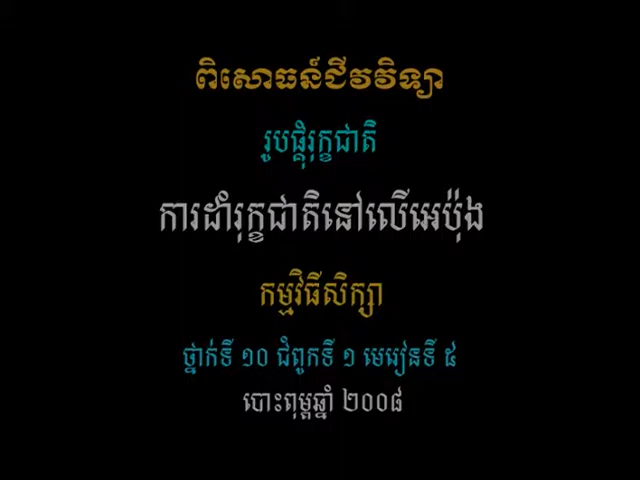 ពិសោធន៍ជីវវិទ្យា
រូបផ្គុំរុក្ខជាតិ
ការដាំរុក្ខជាតិនៅលើអេប៉ុង
កម្មវិធីសិក្សា
ថ្នាក់ទី ១០ ជំពូកទី ១ មេរៀនទី ៥
បោះពុម្ពឆ្នាំ ២០០៨